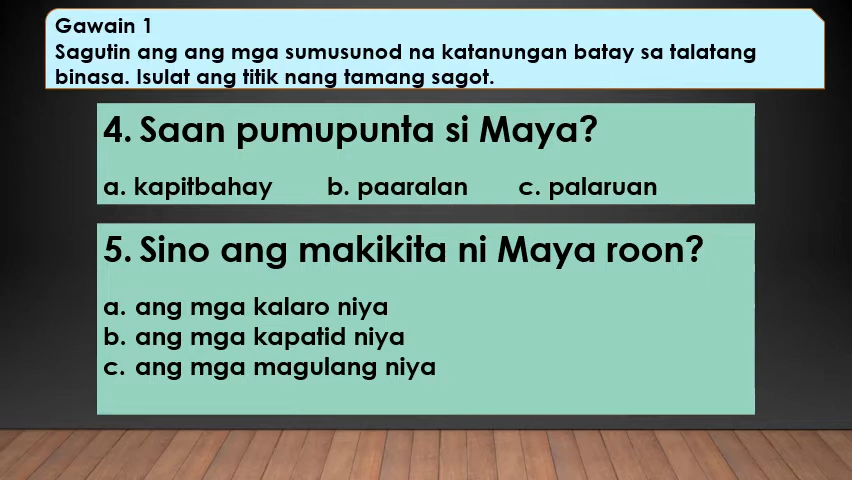 Gawain 1
Sagutin ang ang mga sumusunod na katanungan batay sa talatang
binasa. Isulat ang titik nang tamang sagot.
4. Saan pumupunta si Maya?
a. kapitbahay b. paaralan c. palaruan
5. Sino ang makikita ni Maya roon?
a. ang mga kalaro niya
b. ang mga kapatid niya
c. ang mga magulang niya